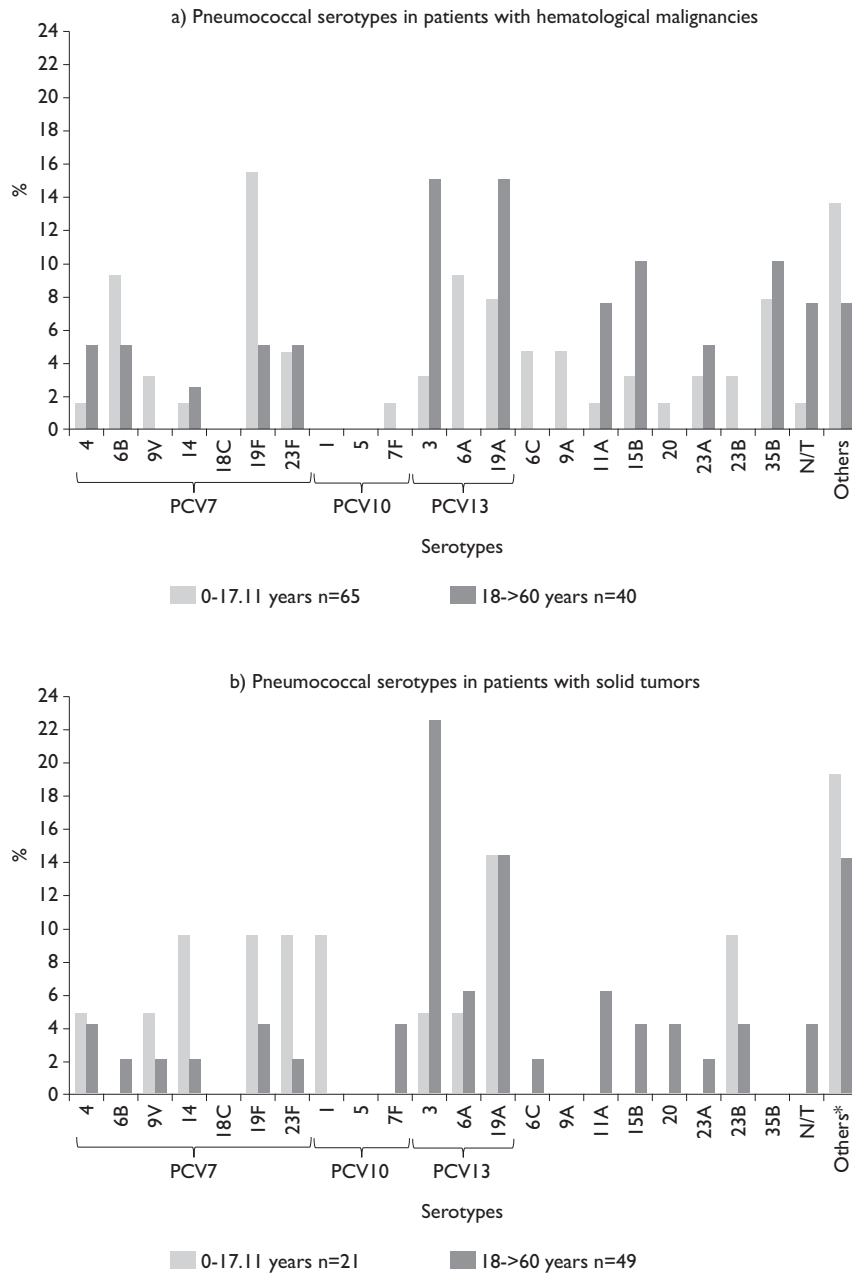 a) Pneumococcal serotypes in patients with hematological malignancies
24
22
20
18
16
14
12
10
8
6
4
2
0
%
4
6B
9V
14
18C
19F
23F
1
5
7F
3
6A
19A
6C
9A
11A
15B
20
23A
23B
35B
N/T
Others
PCV7 PCV10 PCV13
Serotypes
0-17.11 years n=65 18->60 years n=40
b) Pneumococcal serotypes in patients with solid tumors
24
22
20
18
16
14
12
10
8
6
4
2
0
%
4
6B
9V
14
18C
19F
23F
1
5
7F
3
6A
19A
6C
9A
11A
15B
20
23A
23B
35B
N/T
Others*
PCV7 PCV10 PCV13
Serotypes
0-17.11 years n=21 18->60 years n=49